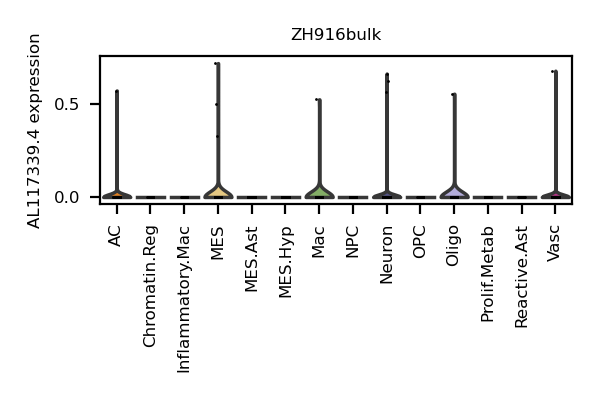 ZH916bulk
AL117339.4 expression
0.5
0.0
AC
Chromatin.Reg
Inflammatory.Mac
MES
MES.Ast
MES.Hyp
Mac
NPC
Neuron
OPC
Oligo
Prolif.Metab
Reactive.Ast
Vasc